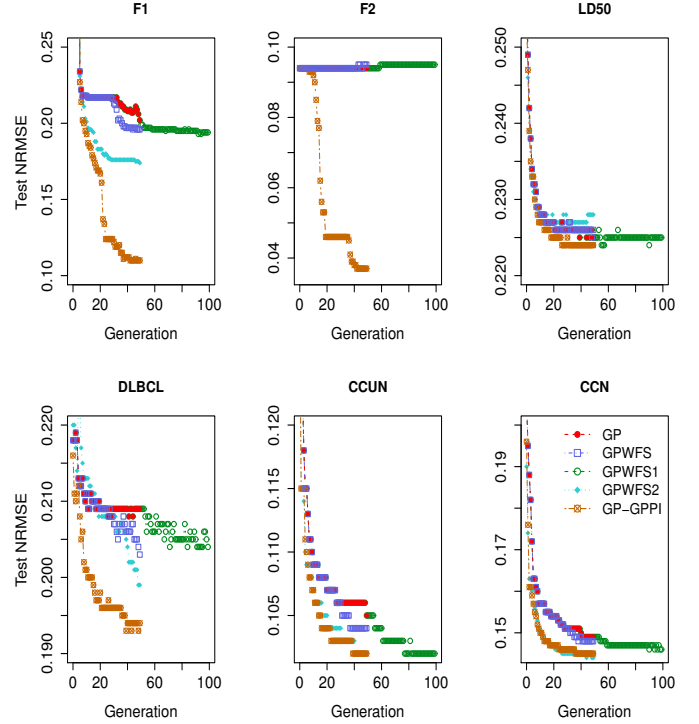 F1
F2
LD50
0.10 0.15 0.20 0.25
0.04 0.06 0.08 0.10
0.220 0.230 0.240 0.250
Test NRMSE
0 20 60 100
0 20 60 100
0 20 60 100
Generation
Generation
Generation
DLBCL
CCUN
CCN
0.190 0.200 0.210 0.220
0.105 0.110 0.115 0.120
0.15 0.17 0.19
Test NRMSE
GP
GPWFS
GPWFS1
GPWFS2
GP-GPPI
0 20 60 100
0 20 60 100
0 20 60 100
Generation
Generation
Generation